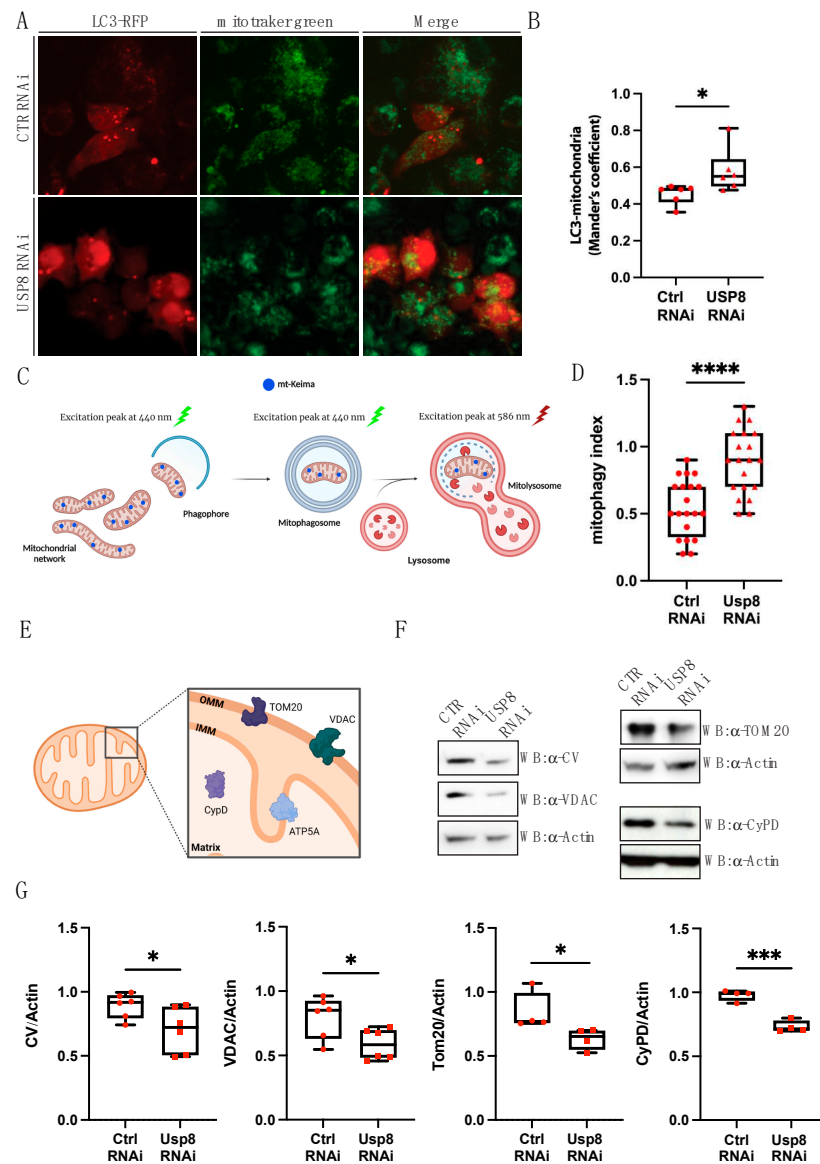 A
LC3-RFP
mitotraker green
Merge
CTR RNAi
USP8 RNAi
B
LC3-mitochondria
(Mander's coefficient)
1.0
0.8
0.6
0.4
0.2
0.0
*
Ctrl
RNAi
USP8
RNAi
C
mt-Keima
Excitation peak at 440 nm
Excitation peak at 440 nm
Excitation peak at 586 nm
Phagophore
Mitochondrial
network
Mitophagosome
Lysosome
Mitolysosome
D
mitophagy index
1.5
1.0
0.5
0.0
****
Ctrl
RNAi
Usp8
RNAi
E
OMM
TOM20
VDAC
IMM
CypD
ATP5A
Matrix
F
CTR
RNAi
USP8
RNAi
WB:α-CV
WB:α-VDAC
WB:α-Actin
CTR
RNAi
USP8
RNAi
WB:α-TOM20
WB:α-Actin
WB:α-CyPD
WB:α-Actin
G
CV/Actin
1.5
1.0
0.5
0.0
*
Ctrl
RNAi
Usp8
RNAi
VDAC/Actin
1.5
1.0
0.5
0.0
*
Ctrl
RNAi
Usp8
RNAi
Tom20/Actin
1.5
1.0
0.5
0.0
*
Ctrl
RNAi
Usp8
RNAi
CyPD/Actin
1.5
1.0
0.5
0.0
***
Ctrl
RNAi
Usp8
RNAi